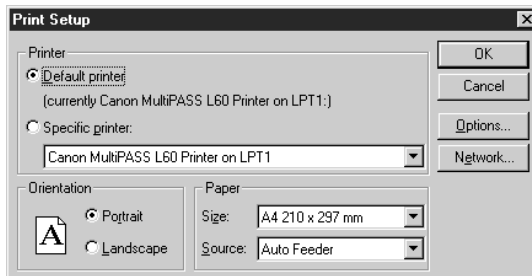 Print Setup
Printer
Default printer
(currently Canon MultiPASS L60 Printer on LPT1:)
Specific printer:
Canon MultiPASS L60 Printer on LPT1
OK
Cancel
Options...
Network...
Orientation
A
Portrait
Landscape
Paper
Size: A4 210 x 297 mm
Source: Auto Feeder